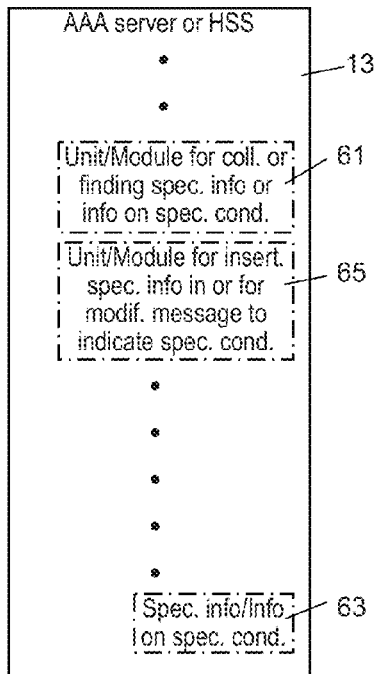 AAA server or HSS
13
Unit/Module for coll. or
finding spec. info or
info on spec. cond.
61
Unit/Module for insert.
spec. info in or for
modif. message to
indicate spec. cond.
65
Spec. info/Info
on spec. cond.
63